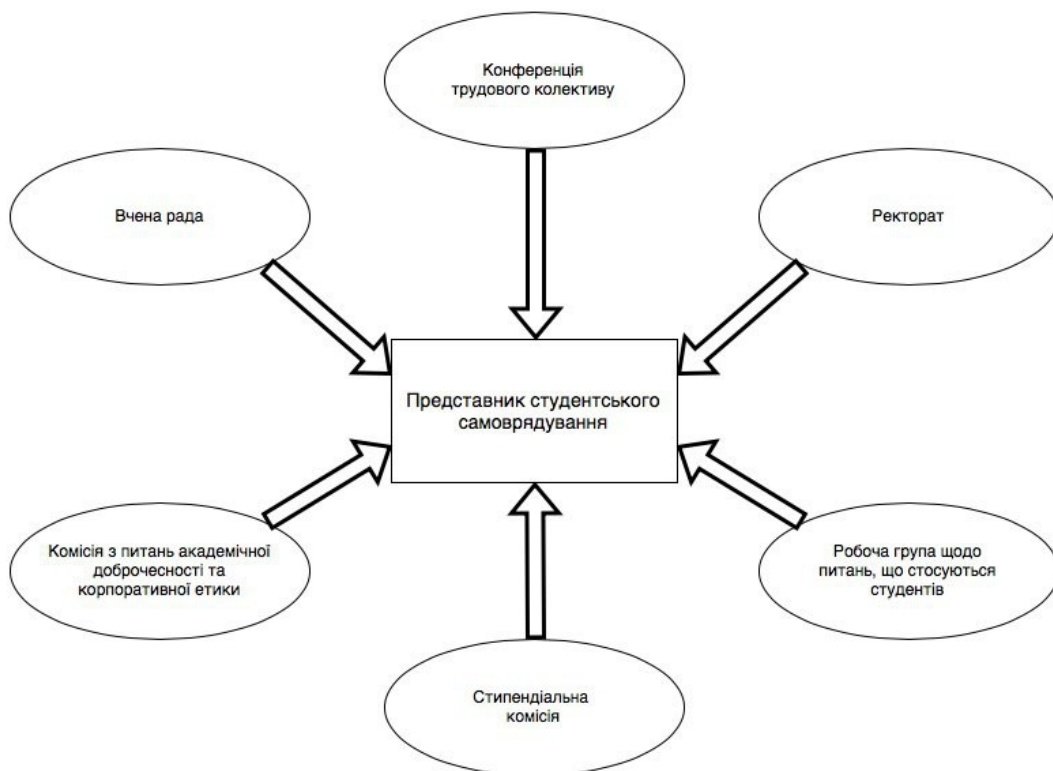 Конференція
трудового колективу
Вчена рада
Ректорат
Представник студентського
самоврядування
Комісія з питань академічної
доброчесності та
корпоративної етики
Робоча група щодо
питань, що стосуються
студентів
Стипендіальна
комісія